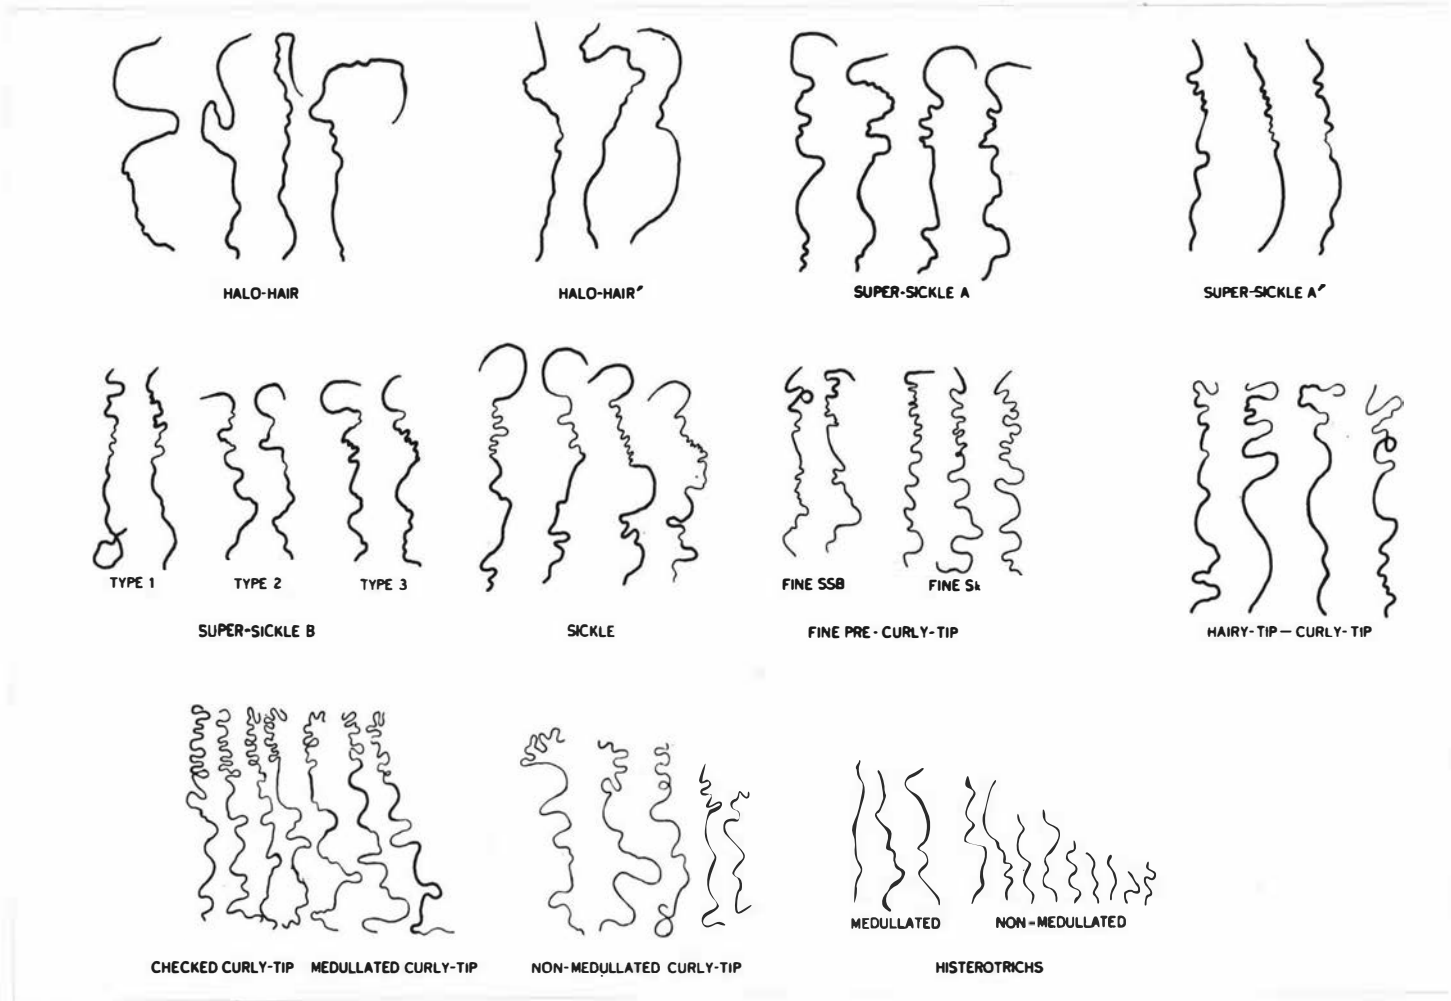 HALO-HAIR
HALO-HAIR′
SUPER-SICKLE A
SUPER-SICKLE A′
TYPE 1
TYPE 2
TYPE 3
SUPER-SICKLE B
SICKLE
FINE SSB
FINE Sk
FINE PRE-CURLY-TIP
HAIRY-TIP—CURLY-TIP
CHECKED CURLY-TIP
MEDULLATED CURLY-TIP
NON-MEDULLATED CURLY-TIP
MEDULLATED
NON-MEDULLATED
HISTEROTRICHS